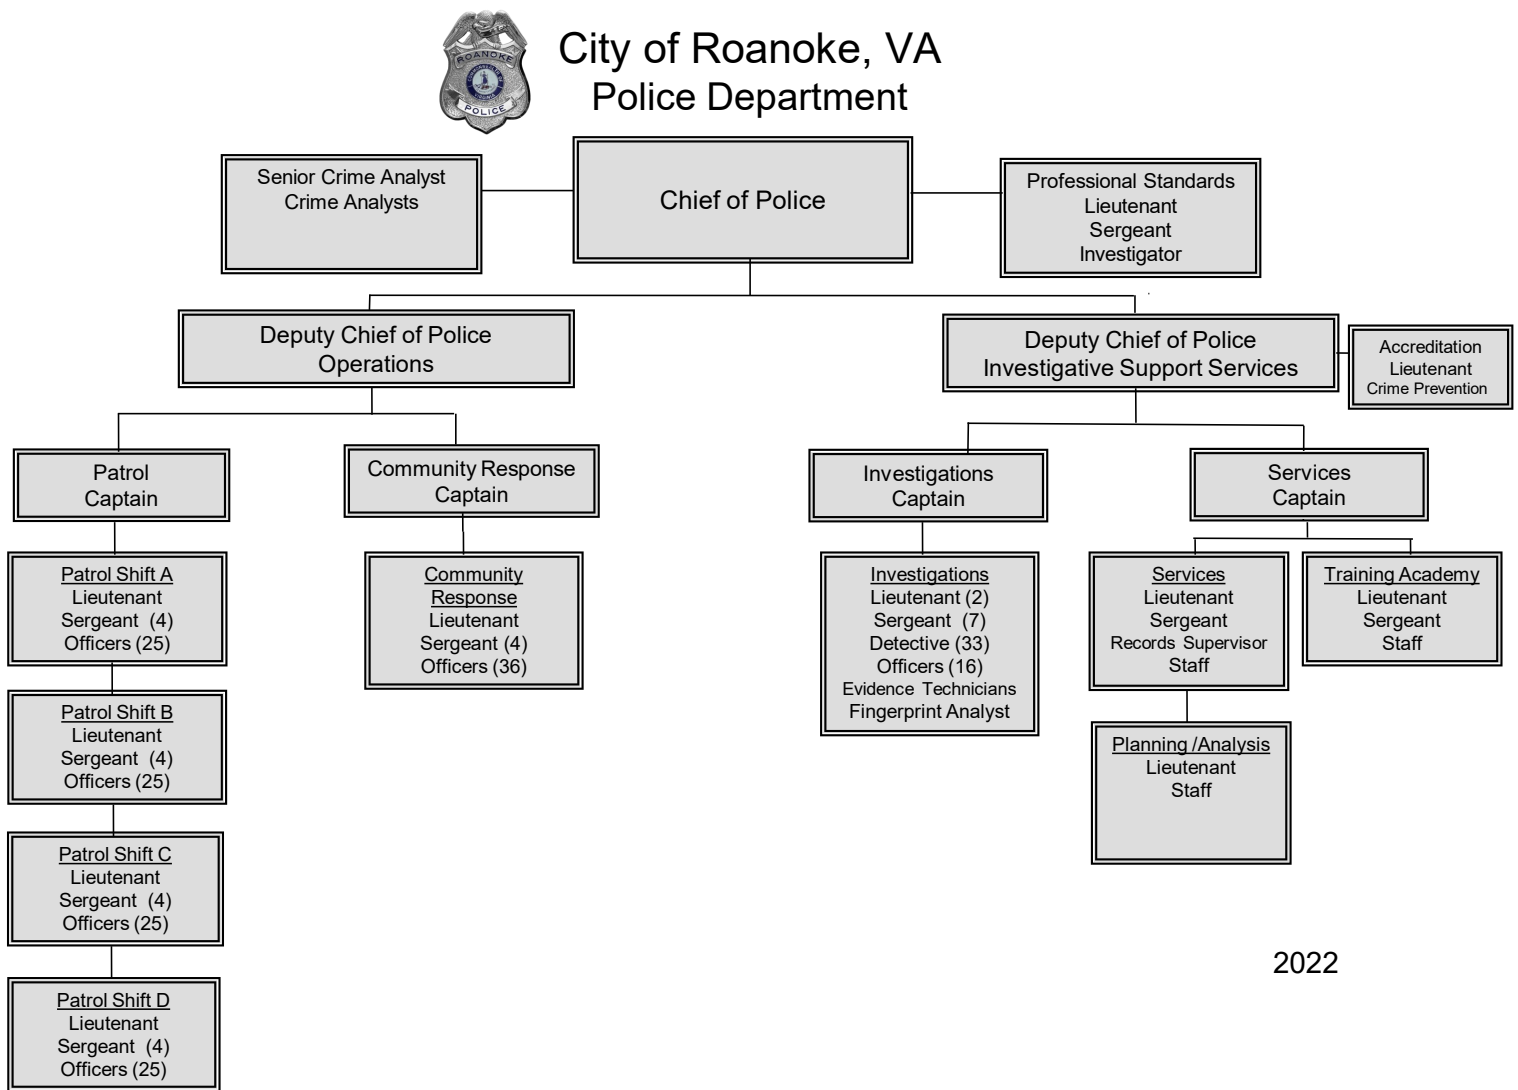 City of Roanoke, VA
Police Department
ROANOKE
POLICE
Senior Crime Analyst
Crime Analysts
Chief of Police
Professional Standards
Lieutenant
Sergeant
Investigator
Deputy Chief of Police
Operations
Deputy Chief of Police
Investigative Support Services
Accreditation
Lieutenant
Crime Prevention
Patrol
Captain
Community Response
Captain
Investigations
Captain
Services
Captain
Patrol Shift A
Lieutenant
Sergeant (4)
Officers (25)
Community
Response
Lieutenant
Sergeant (4)
Officers (36)
Investigations
Lieutenant (2)
Sergeant (7)
Detective (33)
Officers (16)
Evidence Technicians
Fingerprint Analyst
Services
Lieutenant
Sergeant
Records Supervisor
Staff
Training Academy
Lieutenant
Sergeant
Staff
Patrol Shift B
Lieutenant
Sergeant (4)
Officers (25)
Planning /Analysis
Lieutenant
Staff
Patrol Shift C
Lieutenant
Sergeant (4)
Officers (25)
2022
Patrol Shift D
Lieutenant
Sergeant (4)
Officers (25)